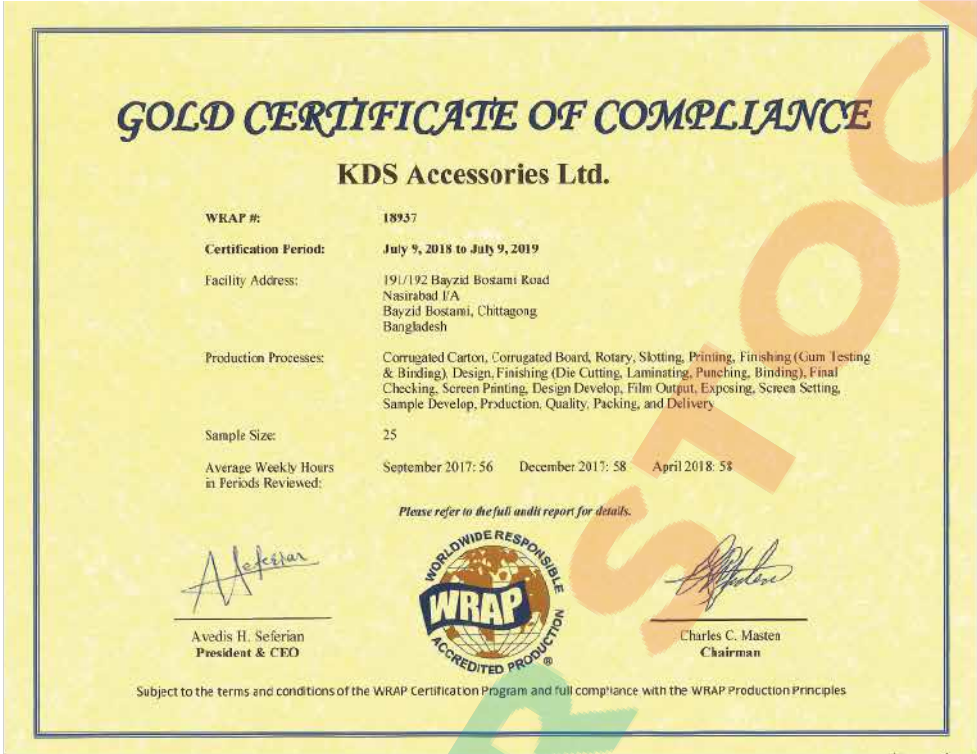 GOLD CERTIFICATE OF COMPLIANCE
KDS Accessories Ltd.
WRAP #: 18937
Certification Period: July 9, 2018 to July 9, 2019
Facility Address: 191/192 Bayzid Bostami Road
Nasirabad I/A
Bayzid Bostami, Chittagong
Bangladesh
Production Processes: Corrugated Carton, Corrugated Board, Rotary, Slotting, Printing, Finishing (Gum Testing
& Binding), Design, Finishing (Die Cutting, Laminating, Punching, Binding), Final
Checking, Screen Printing, Design Develop, Film Output, Exposing, Screen Setting,
Sample Develop, Production, Quality, Packing, and Delivery
Sample Size: 25
Average Weekly Hours September 2017: 56 December 2017: 58 April 2018: 58
in Periods Reviewed:
Please refer to the full audit report for details.
WORLDWIDE RESPONSIBLE
WRAP
ACCREDITED PRODUCTION ®
Avedis H. Seferian
President & CEO
Charles C. Masten
Chairman
Subject to the terms and conditions of the WRAP Certification Program and full compliance with the WRAP Production Principles
R STOC